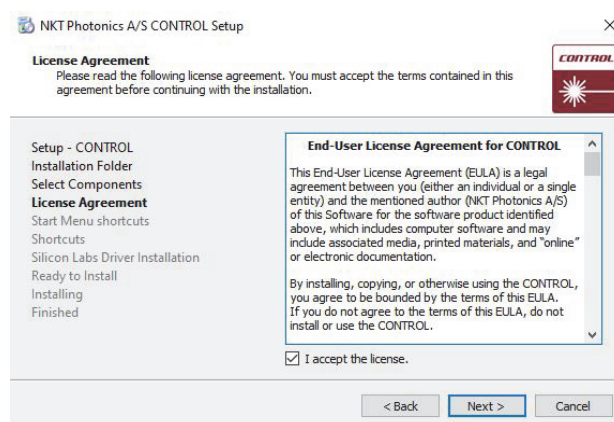 NKT Photonics A/S CONTROL Setup
License Agreement
Please read the following license agreement. You must accept the terms contained in this
agreement before continuing with the installation.
CONTROL
Setup - CONTROL
Installation Folder
Select Components
License Agreement
Start Menu shortcuts
Shortcuts
Silicon Labs Driver Installation
Ready to Install
Installing
Finished
End-User License Agreement for CONTROL
This End-User License Agreement (EULA) is a legal
agreement between you (either an individual or a single
entity) and the mentioned author (NKT Photonics A/S)
of this Software for the software product identified
above, which includes computer software and may
include associated media, printed materials, and "online"
or electronic documentation.
By installing, copying, or otherwise using the CONTROL,
you agree to be bounded by the terms of this EULA.
If you do not agree to the terms of this EULA, do not
install or use the CONTROL.
I accept the license.
< Back
Next >
Cancel